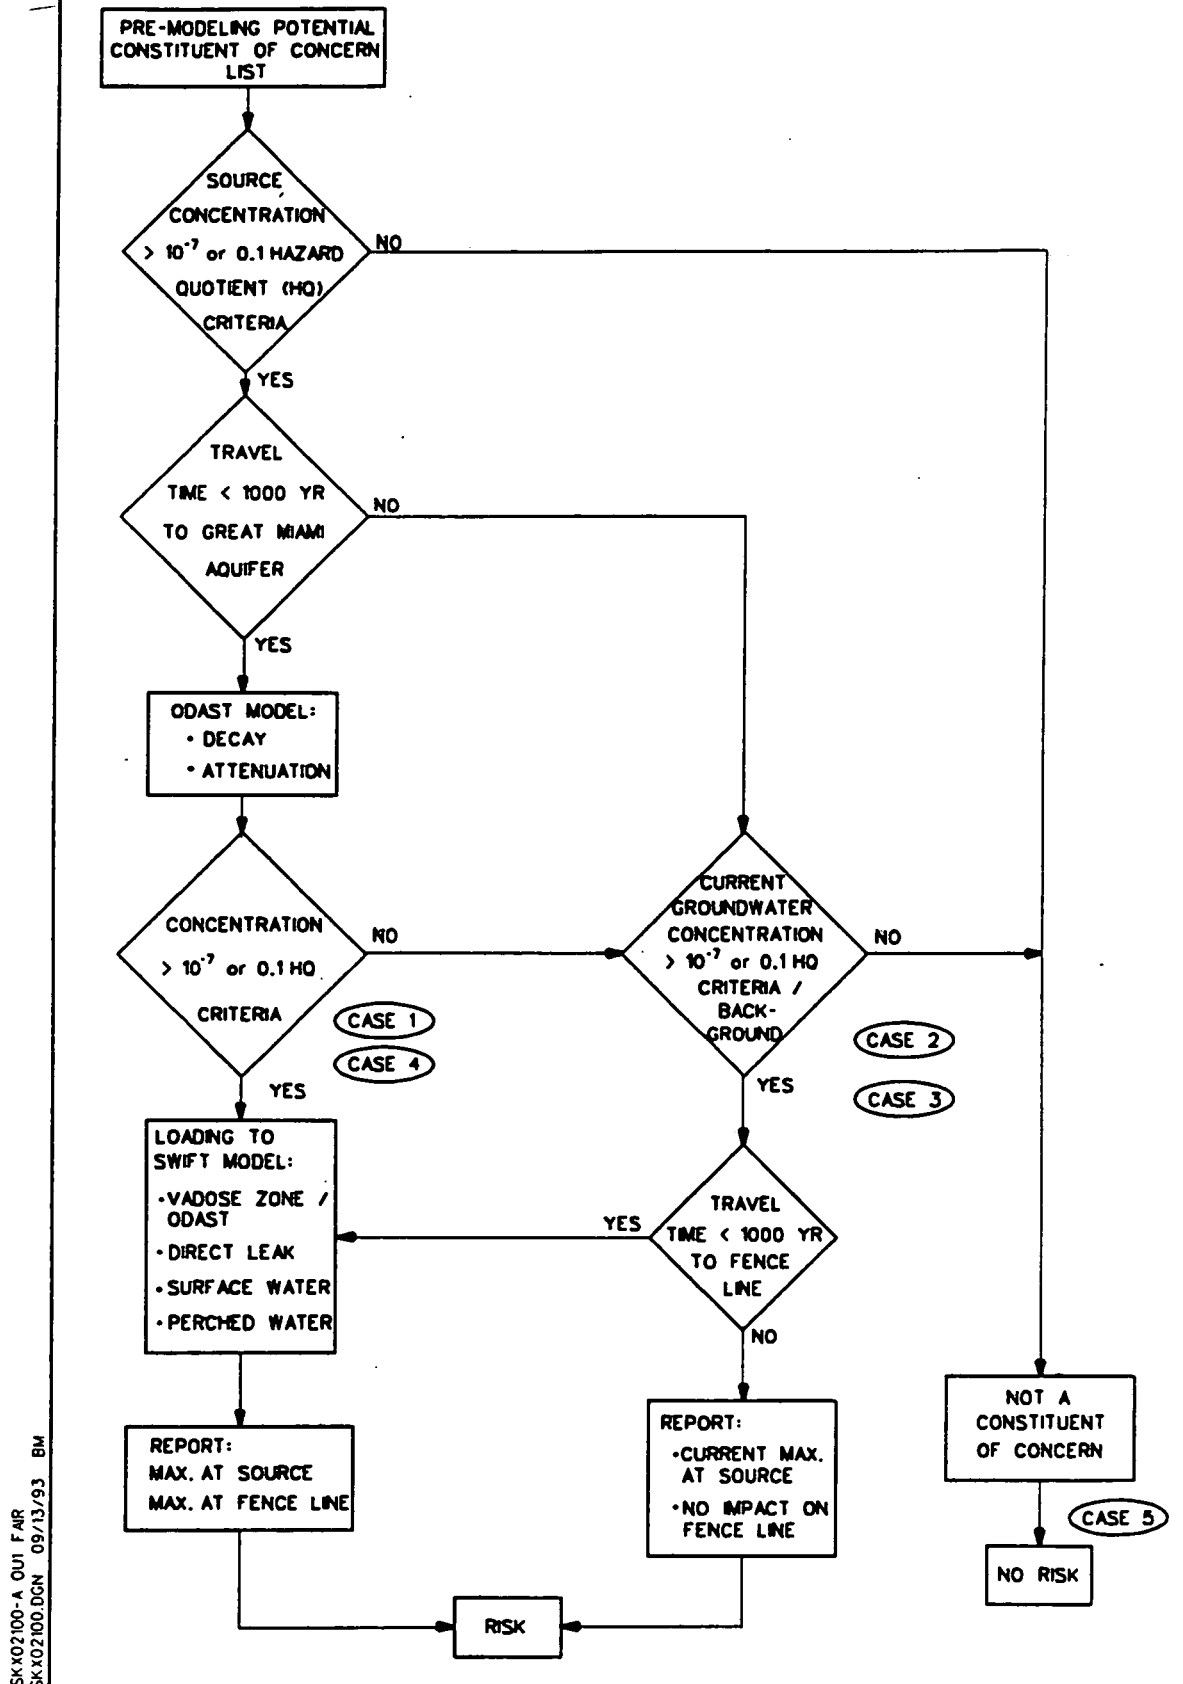 PRE-MODELING POTENTIAL
CONSTITUENT OF CONCERN
LIST
SOURCE
CONCENTRATION
> 10⁻⁷ or 0.1 HAZARD
QUOTIENT (HQ)
CRITERIA
NO
YES
TRAVEL
TIME < 1000 YR
TO GREAT MIAMI
AQUIFER
NO
YES
ODAST MODEL:
• DECAY
• ATTENUATION
CONCENTRATION
> 10⁻⁷ or 0.1 HQ
CRITERIA
NO
CASE 1
CASE 4
YES
CURRENT
GROUNDWATER
CONCENTRATION
> 10⁻⁷ or 0.1 HQ
CRITERIA /
BACK-
GROUND
NO
CASE 2
CASE 3
YES
LOADING TO
SWIFT MODEL:
• VADOSE ZONE /
ODAST
• DIRECT LEAK
• SURFACE WATER
• PERCHED WATER
TRAVEL
TIME < 1000 YR
TO FENCE
LINE
YES
NO
REPORT:
MAX. AT SOURCE
MAX. AT FENCE LINE
REPORT:
• CURRENT MAX.
AT SOURCE
• NO IMPACT ON
FENCE LINE
NOT A
CONSTITUENT
OF CONCERN
CASE 5
NO RISK
RISK
SKX02100-A OU1 FAIR
SKX02100.DGN 09/13/93 BM